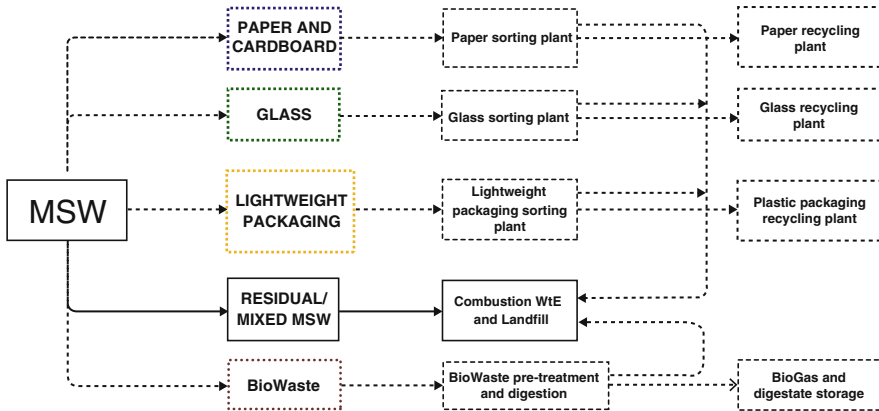 PAPER AND
CARDBOARD
Paper sorting plant
Paper recycling
plant
GLASS
Glass sorting plant
Glass recycling
plant
MSW
LIGHTWEIGHT
PACKAGING
Lightweight
packaging sorting
plant
Plastic packaging
recycling plant
RESIDUAL/
MIXED MSW
Combustion WtE
and Landfill
BioWaste
BioWaste pre-treatment
and digestion
BioGas and
digestate storage